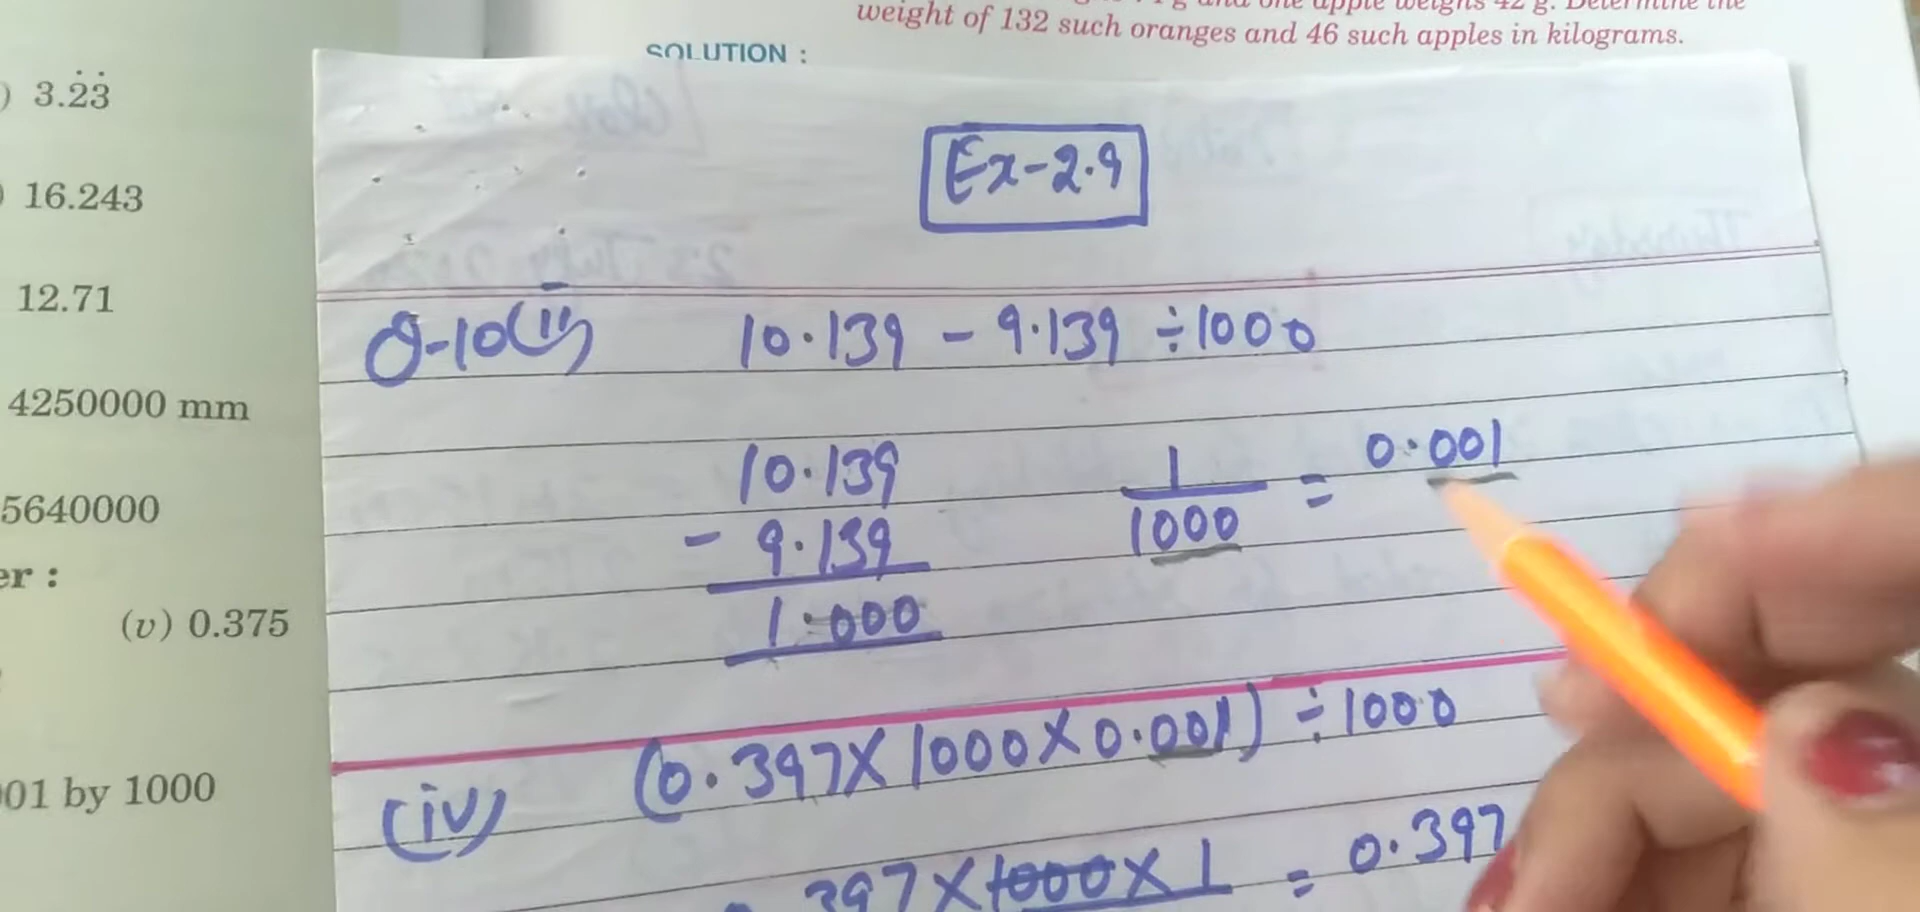 weight of 132 such oranges and 46 such apples in kilograms.
SOLUTION :
) 3.2̇3̇
) 16.243
12.71
4250000 mm
5640000
er :
(v) 0.375
01 by 1000
Ex-2.9
Q-10(ii) 10.139 - 9.139 ÷ 1000
10.139
- 9.139
1.000
1
1000
= 0.001
(iv) (0.397 X 1000 X 0.001) ÷ 1000
397 X 1000 X 1 = 0.397